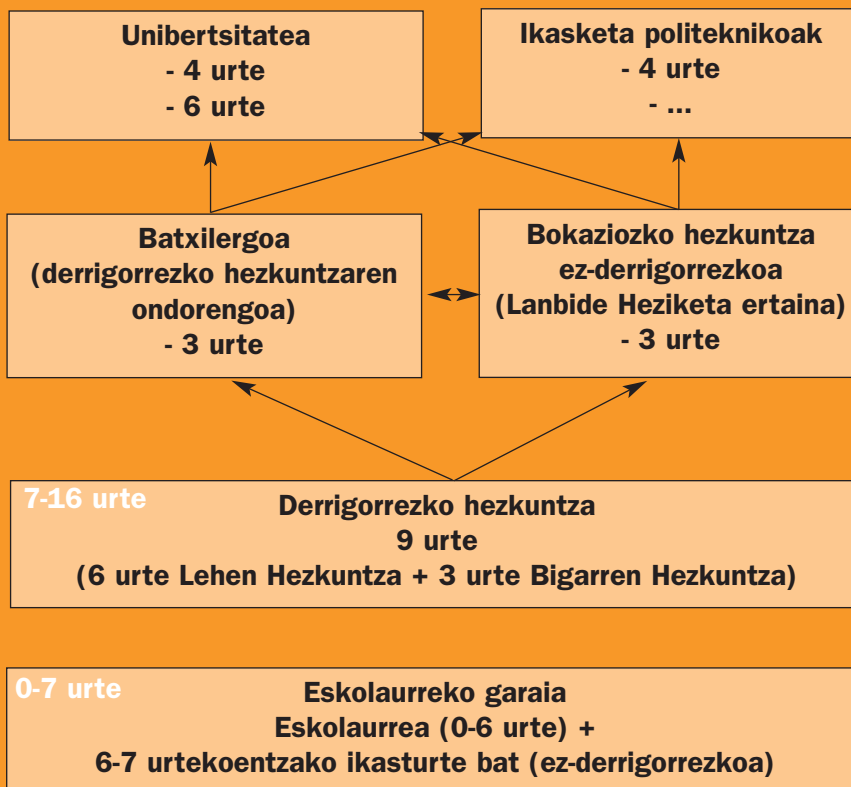 Unibertsitatea
- 4 urte
- 6 urte
Ikasketa politeknikoak
- 4 urte
- ...
Batxilergoa
(derrigorrezko hezkuntzaren
ondorengoa)
- 3 urte
Bokaziozko hezkuntza
ez-derrigorrezkoa
(Lanbide Heziketa ertaina)
- 3 urte
7-16 urte
Derrigorrezko hezkuntza
9 urte
(6 urte Lehen Hezkuntza + 3 urte Bigarren Hezkuntza)
0-7 urte
Eskolaurreko garaia
Eskolaurrea (0-6 urte) +
6-7 urtekoentzako ikasturte bat (ez-derrigorrezkoa)